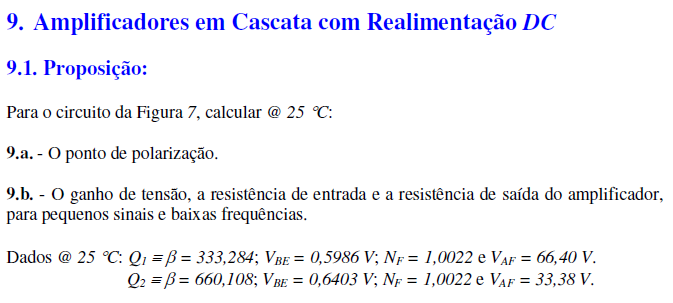 9. Amplificadores em Cascata com Realimentação DC
9.1. Proposição:
Para o circuito da Figura 7, calcular @ 25 ℃:
9.a. - O ponto de polarização.
9.b. - O ganho de tensão, a resistência de entrada e a resistência de saída do amplificador,
para pequenos sinais e baixas frequências.
Dados @ 25 ℃: Q1 ≡ β = 333,284; VBE = 0,5986 V; NF = 1,0022 e VAF = 66,40 V.
Q2 ≡ β = 660,108; VBE = 0,6403 V; NF = 1,0022 e VAF = 33,38 V.